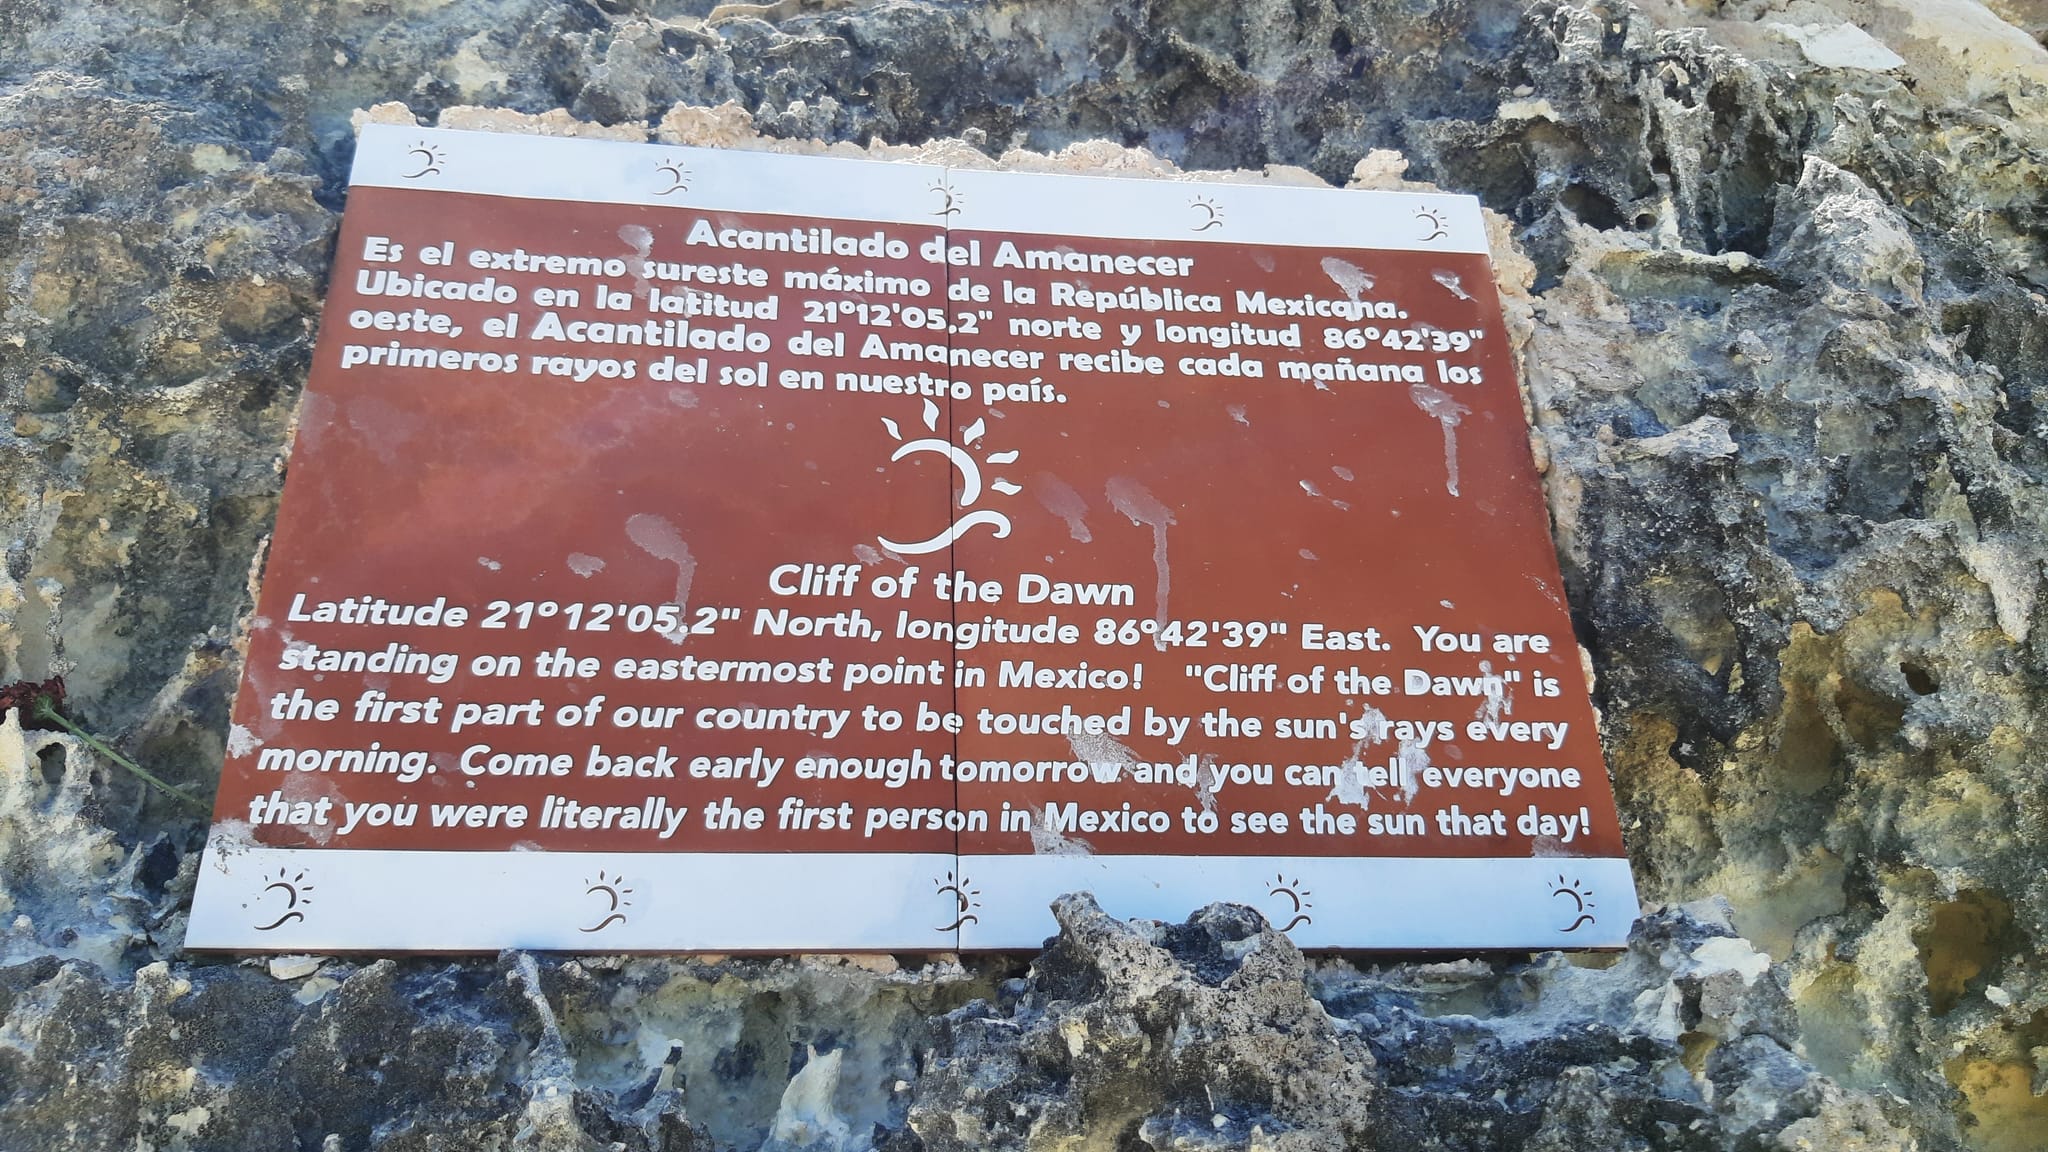 Acantilado del Amanecer
Es el extremo sureste máximo de la República Mexicana.
Ubicado en la latitud 21°12'05.2" norte y longitud 86°42'39"
oeste, el Acantilado del Amanecer recibe cada mañana los
primeros rayos del sol en nuestro país.
Cliff of the Dawn
Latitude 21°12'05.2" North, longitude 86°42'39" East. You are
standing on the eastermost point in Mexico! "Cliff of the Dawn" is
the first part of our country to be touched by the sun's rays every
morning. Come back early enough tomorrow and you can tell everyone
that you were literally the first person in Mexico to see the sun that day!